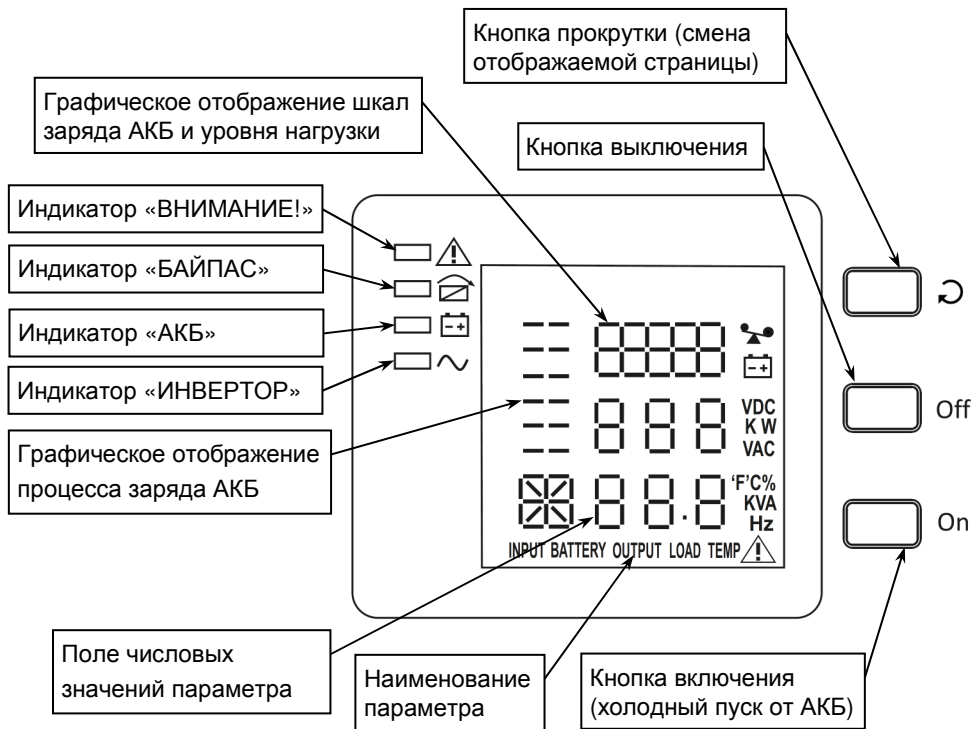 Кнопка прокрутки (смена
отображаемой страницы)
Графическое отображение шкал
заряда АКБ и уровня нагрузки
Кнопка выключения
Индикатор «ВНИМАНИЕ!»
Индикатор «БАЙПАС»
Индикатор «АКБ»
Индикатор «ИНВЕРТОР»
Графическое отображение
процесса заряда АКБ
VDC
K W
VAC
Off
'F'C%
KVA
Hz
On
INPUT BATTERY OUTPUT LOAD TEMP
Поле числовых
значений параметра
Наименование
параметра
Кнопка включения
(холодный пуск от АКБ)